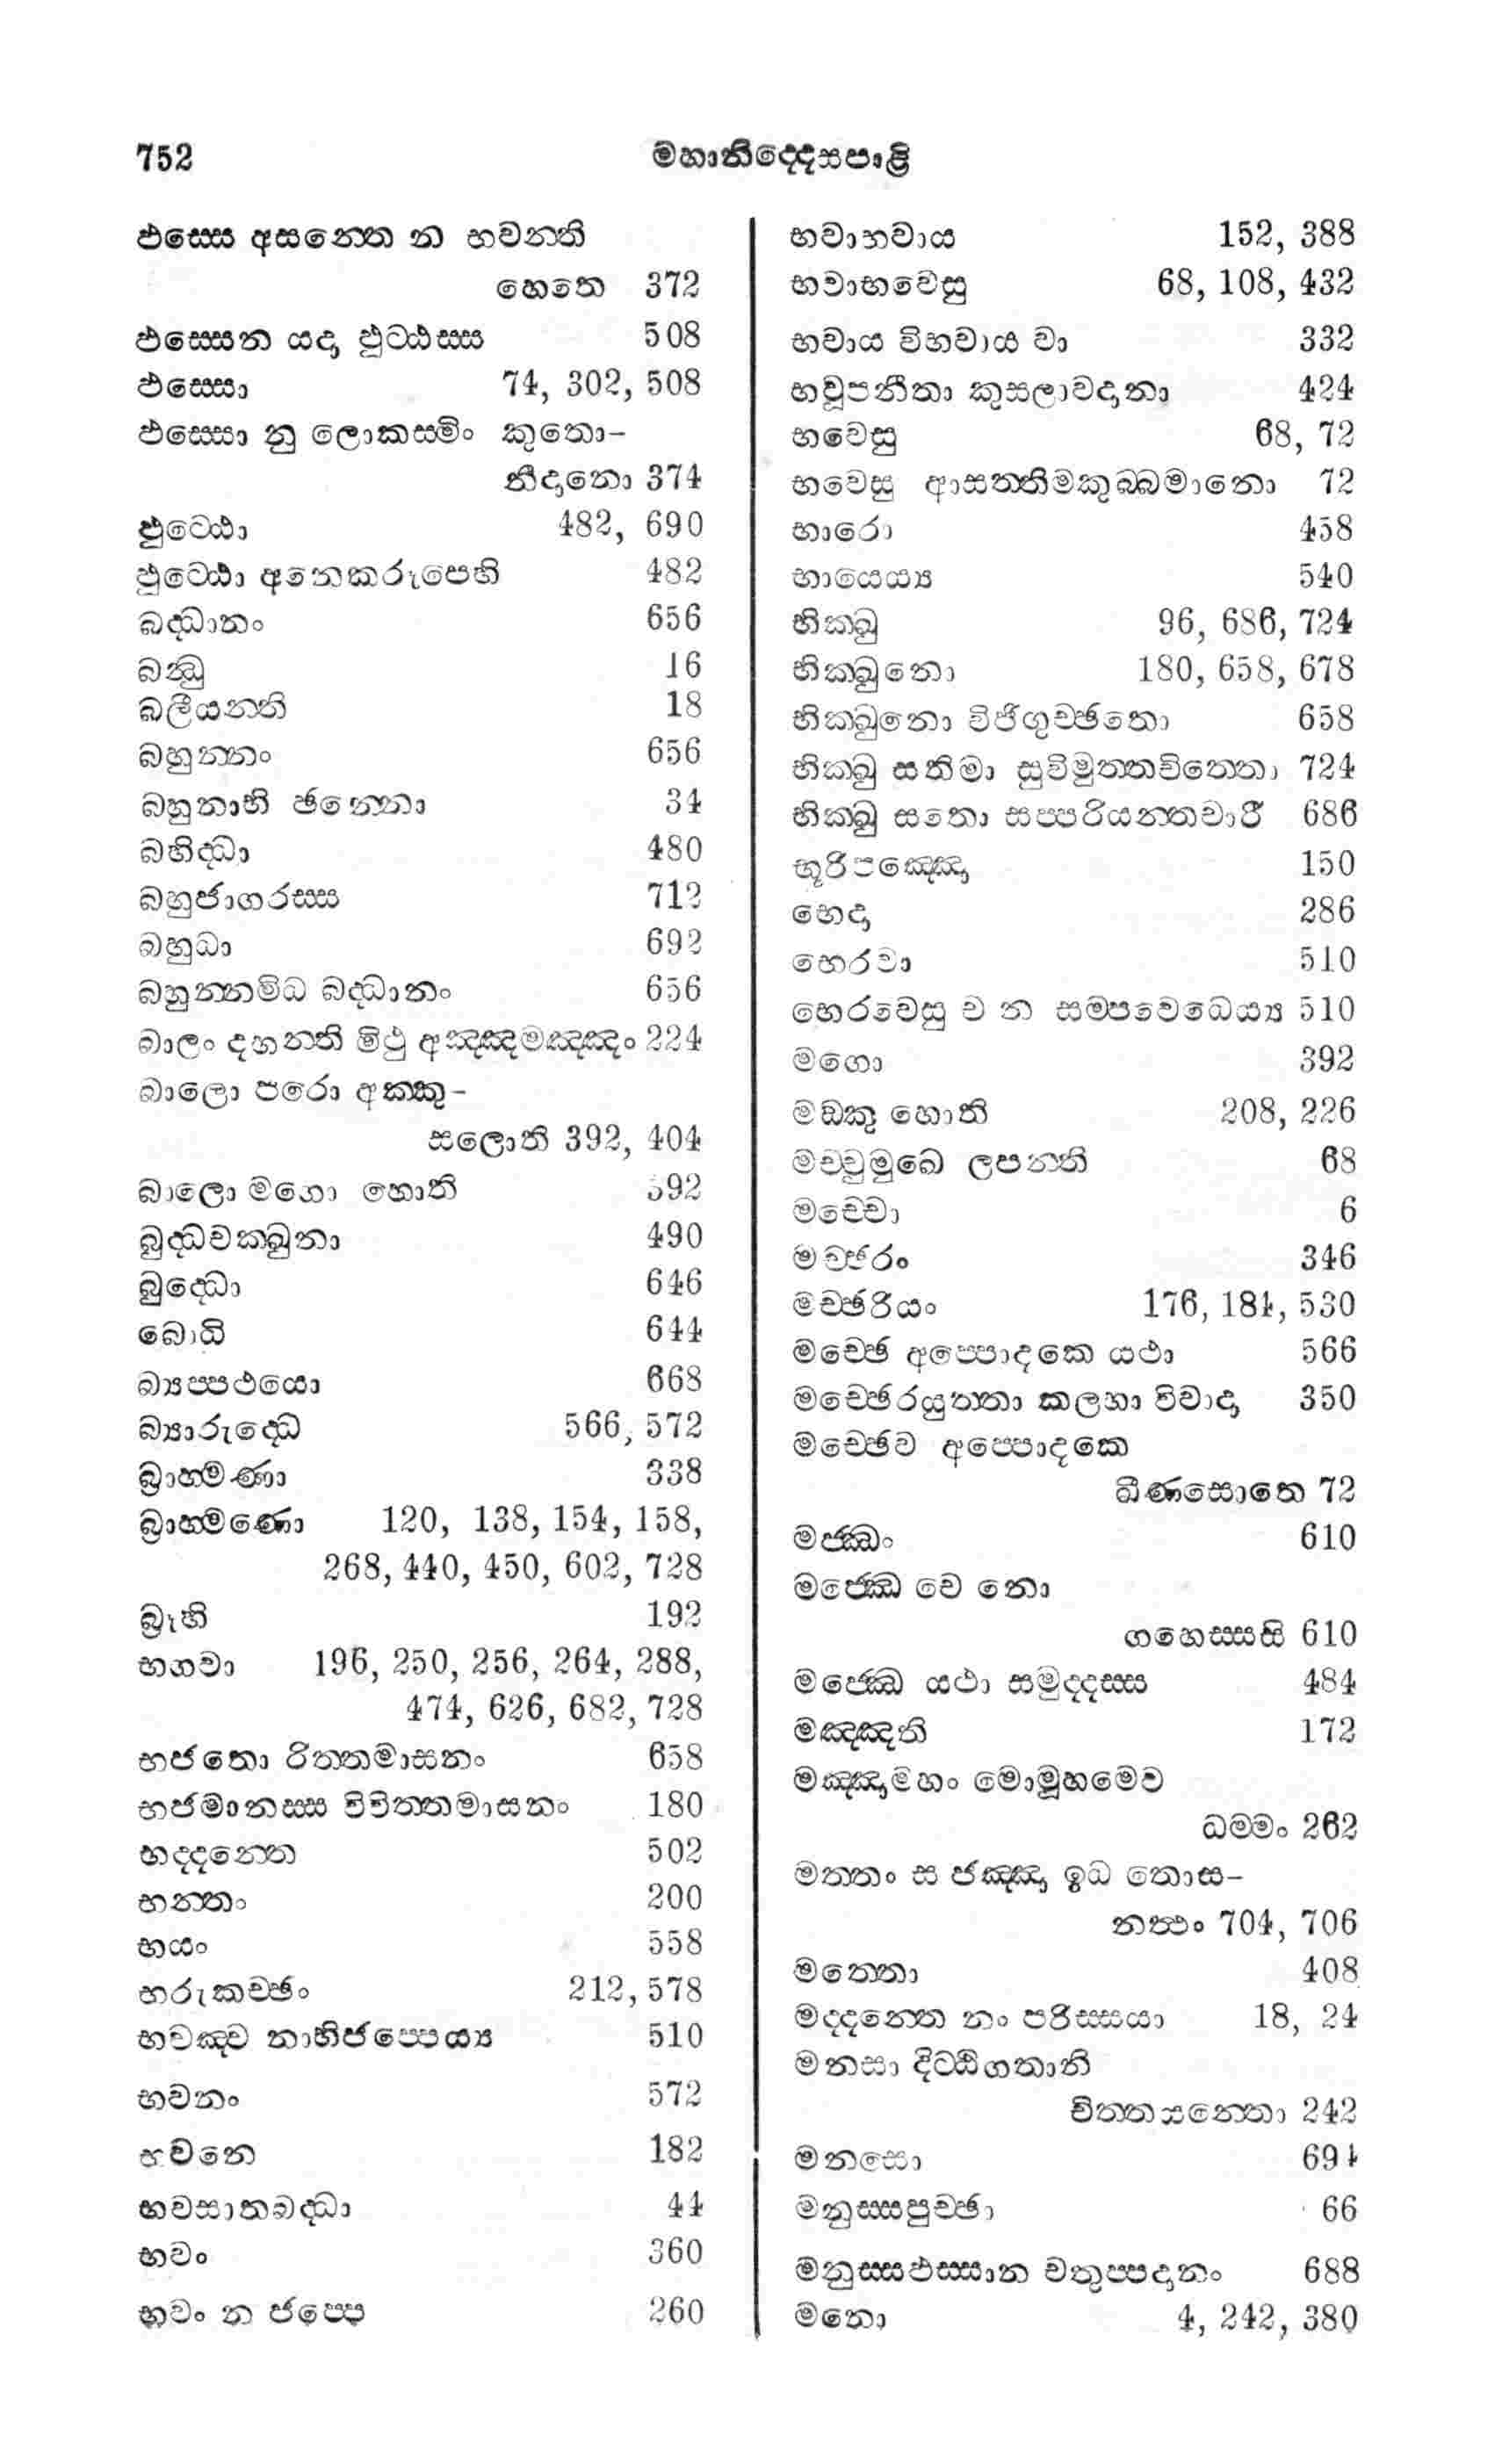 752
මහානිද්දෙසපාළි
ඵස්සෙ අසන්තෙ න භවන්ති
හෙතෙ 372
ඵස්සෙන යදා ඵුට්ඨස්ස 508
ඵස්සො 74, 302, 508
ඵස්සො නු ලොකස්මිං කුතො-
නිදානො 374
ඵුට්ඨො 482, 690
ඵුට්ඨො අනෙකරූපෙහි 482
බද්ධානං 656
බන්ධු 16
බලීයන්ති 18
බහුන්නං 656
බහුනාභි ඡන්නො 34
බහිද්ධා 480
බහුජාගරස්ස 712
බහුධා 692
බහුන්නමිධ බද්ධානං 656
බාලං දහන්ති මිථු අඤ්ඤමඤ්ඤං 224
බාලො පරො අක්කු-
සලොති 392, 404
බාලො මගො හොති 392
බුද්ධචක්ඛුනා 490
බුද්ධො 646
බොධි 644
බ්‍යප්පථයො 668
බ්‍යාරුද්ධෙ 566, 572
බ්‍රාහ්මණා 338
බ්‍රාහ්මණො 120, 138, 154, 158,
268, 440, 450, 602, 728
බ්‍රූහි 192
භගවා 196, 250, 256, 264, 288,
474, 626, 682, 728
භජතො රිත්තමාසනං 658
භජමානස්ස විවිත්තමාසනං 180
භද්දන්තෙ 502
භන්තං 200
භයං 558
භරුකච්ඡං 212, 578
භවඤ්ච නාභිජප්පෙය්‍ය 510
භවනං 572
භවනෙ 182
භවසාතබද්ධා 44
භවං 360
භවං න ජප්පෙ 260
භවාභවාය 152, 388
භවාභවෙසු 68, 108, 432
භවාය විභවාය වා 332
භවූපනීතා කුසලාවදානා 424
භවෙසු 68, 72
භවෙසු ආසත්තිමකුබ්බමානො 72
භාරො 458
භායෙය්‍ය 540
භික්ඛු 96, 686, 724
භික්ඛුනො 180, 658, 678
භික්ඛුනො විජිගුච්ඡතො 658
භික්ඛු සතිමා සුවිමුත්තචිත්තො 724
භික්ඛු සතො සප්පරියන්තචාරී 686
භූරිපඤ්ඤො 150
භෙදා 286
භෙරවා 510
භෙරවෙසු ච න සම්පවෙධෙය්‍ය 510
මගො 392
මඞ්කු හොති 208, 226
මච්චුමුඛෙ ලපන්ති 68
මච්චො 6
මච්ඡරං 346
මච්ඡරියං 176, 184, 530
මච්ඡෙ අප්පොදකෙ යථා 566
මච්ඡෙරයුත්තා කලහා විවාදා 350
මච්ඡෙව අප්පොදකෙ
ඛීණසොතෙ 72
මජ්ඣං 610
මජ්ඣෙ වෙ නො
ගහෙස්සසි 610
මජ්ඣෙ යථා සමුද්දස්ස 484
මඤ්ඤති 172
මඤ්ඤාමහං මොමූහමෙව
ධම්මං 262
මත්තං ස ජඤ්ඤා ඉධ තොස-
නත්ථං 704, 706
මත්තො 408
මද්දන්තෙ නං පරිස්සයා 18, 24
මනසා දිට්ඨිගතානි
චිත්තයන්තො 242
මනසො 694
මනුස්සපුච්ඡා 66
මනුස්සඵස්සාන චතුප්පදානං 688
මනො 4, 242, 380